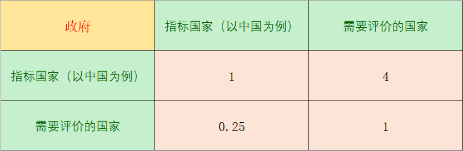 政府 指标国家（以中国为例） 需要评价的国家
指标国家（以中国为例） 1 4
需要评价的国家 0.25 1